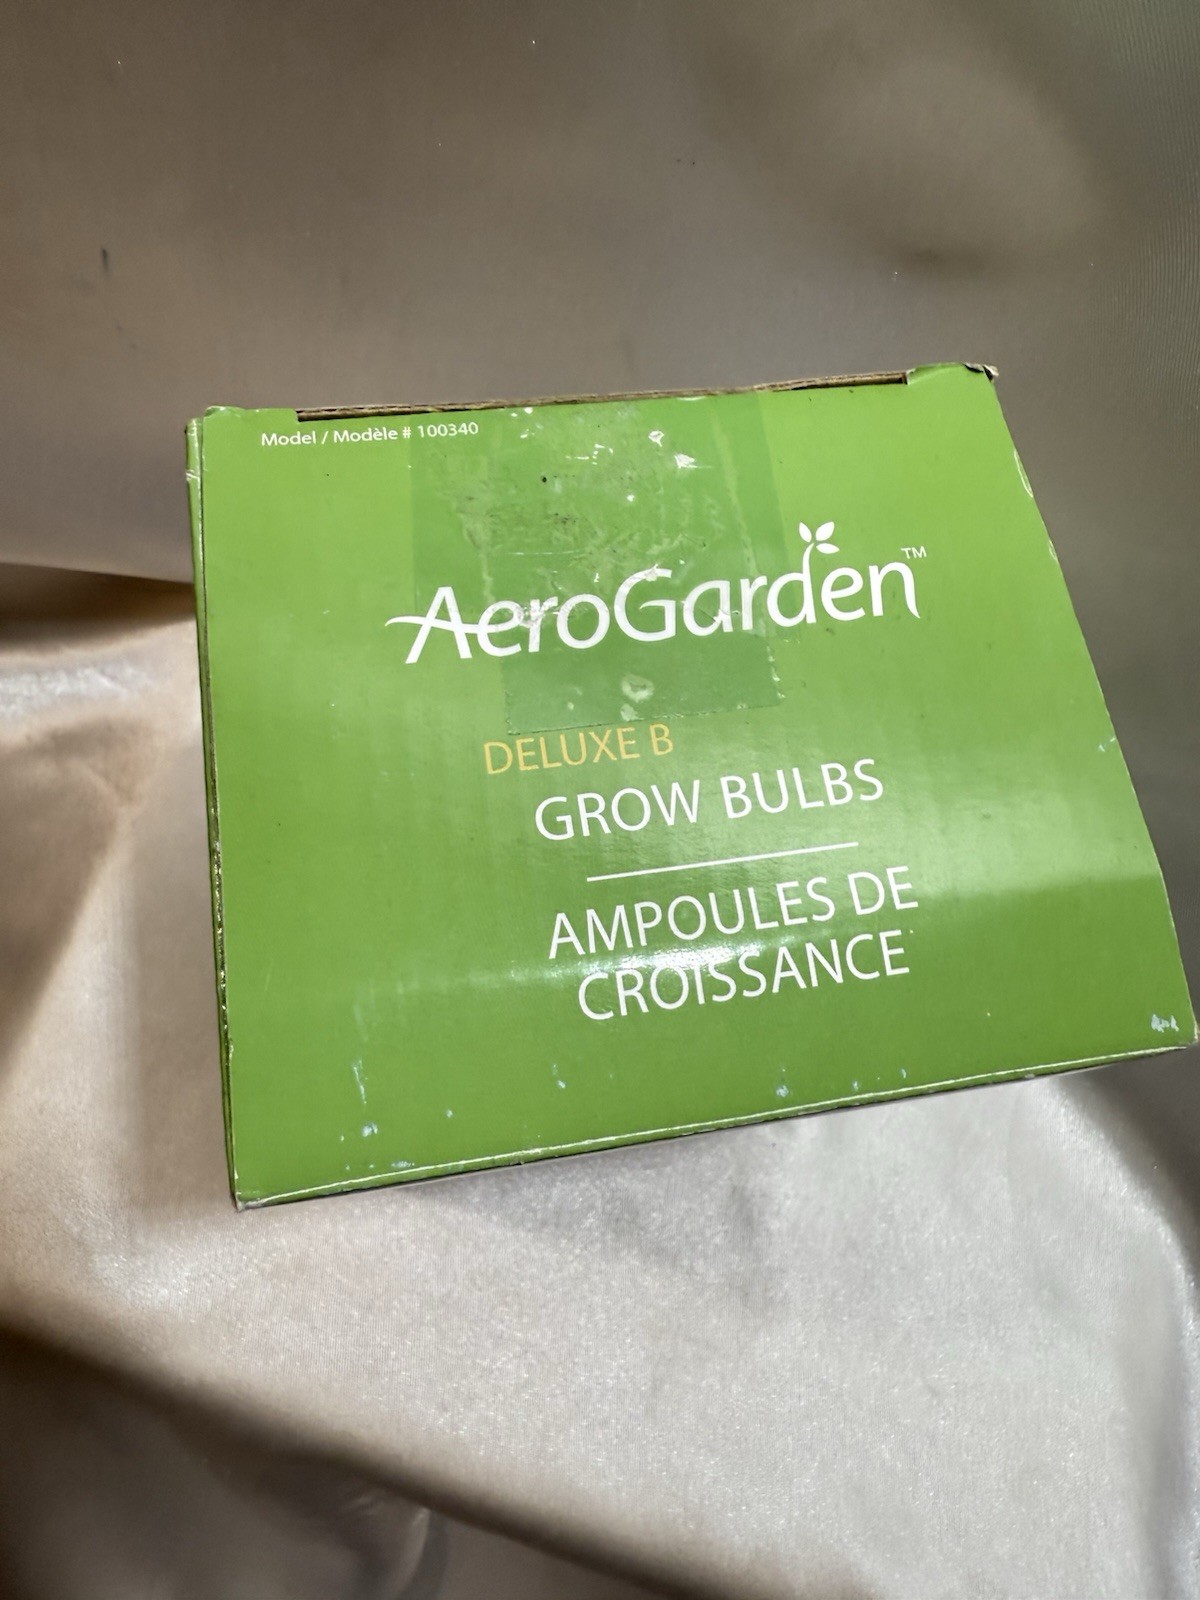 Model / Modèle # 100340
AeroGarden™
DELUXE B
GROW BULBS
AMPOULES DE
CROISSANCE